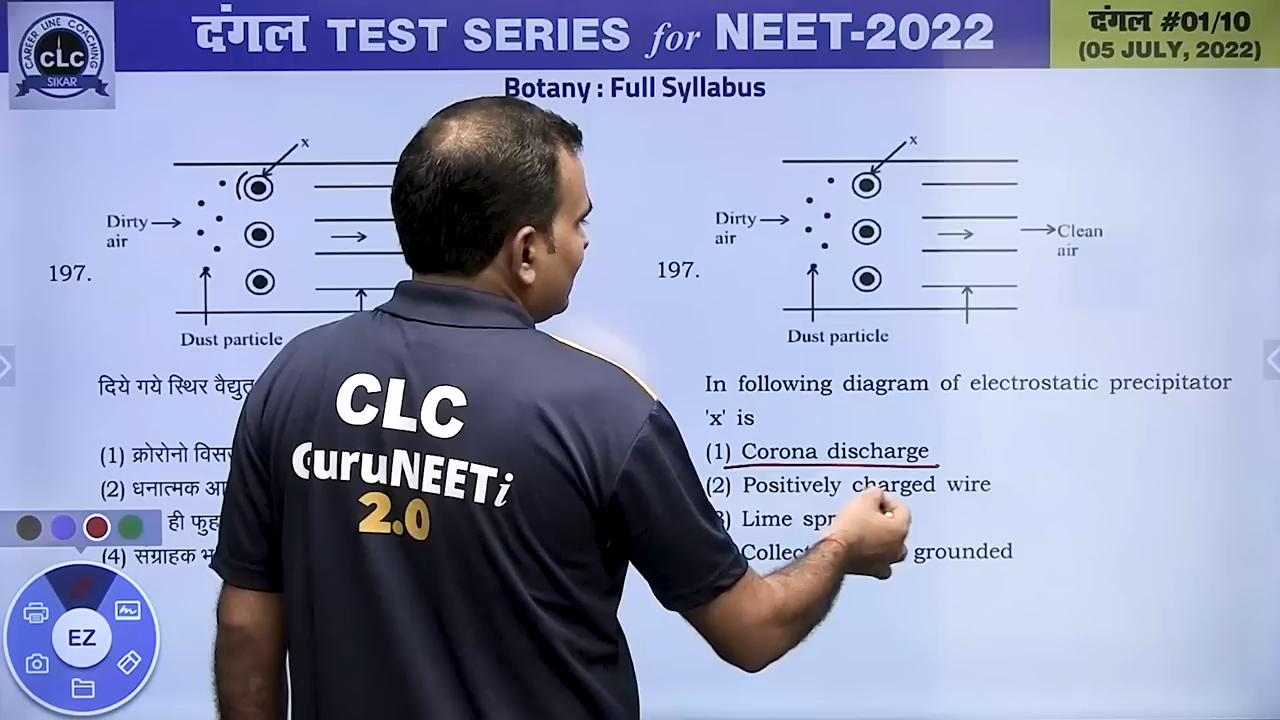 CAREER LINE COACHING
CLC
SIKAR
दंगल TEST SERIES for NEET-2022
दंगल #01/10
(05 JULY, 2022)
Botany : Full Syllabus
x
Dirty
air
197.
Dust particle
दिये गये स्थिर वैद्युत
(1) क्रोरोनो विस
(2) धनात्मक आ
ही फुह
(4) संग्राहक भ
x
Dirty
air
Clean
air
197.
Dust particle
In following diagram of electrostatic precipitator
'x' is
(1) Corona discharge
(2) Positively charged wire
Lime spr
Collect grounded
CLC
GuruNEETi
2.0
EZ